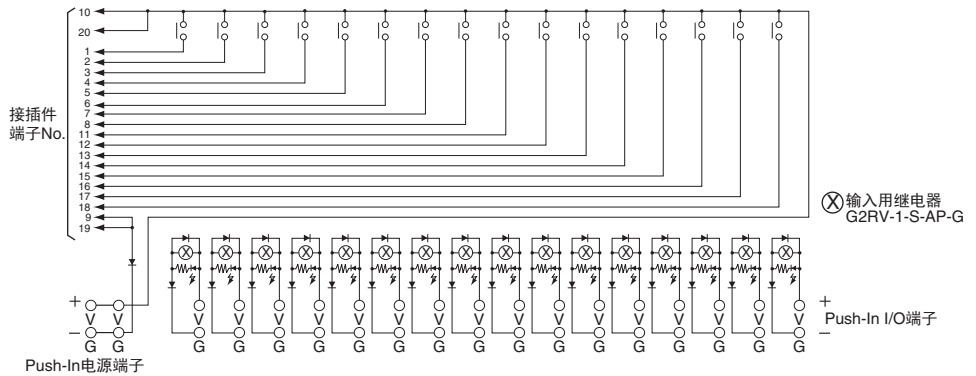 10
20
1
2
3
4
5
6
7
8
11
12
13
14
15
16
17
18
9
19
接插件
端子No.
输入用继电器
G2RV-1-S-AP-G
+ V V V V V V V V V V V V V V V V V V +
− G G G G G G G G G G G G G G G G G G −
Push-In I/O端子
Push-In电源端子